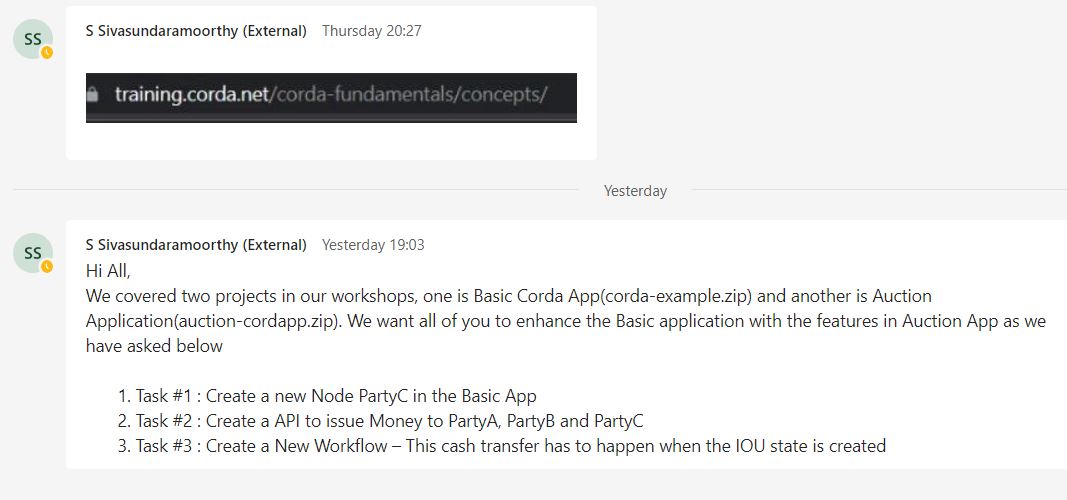 S Sivasundaramoorthy (External) Thursday 20:27
SS
training.corda.net/corda-fundamentals/concepts/
Yesterday
S Sivasundaramoorthy (External) Yesterday 19:03
SS
Hi All,
We covered two projects in our workshops, one is Basic Corda App(corda-example.zip) and another is Auction
Application(auction-cordapp.zip). We want all of you to enhance the Basic application with the features in Auction App as we
have asked below
1. Task #1 : Create a new Node PartyC in the Basic App
2. Task #2 : Create a API to issue Money to PartyA, PartyB and PartyC
3. Task #3 : Create a New Workflow – This cash transfer has to happen when the IOU state is created